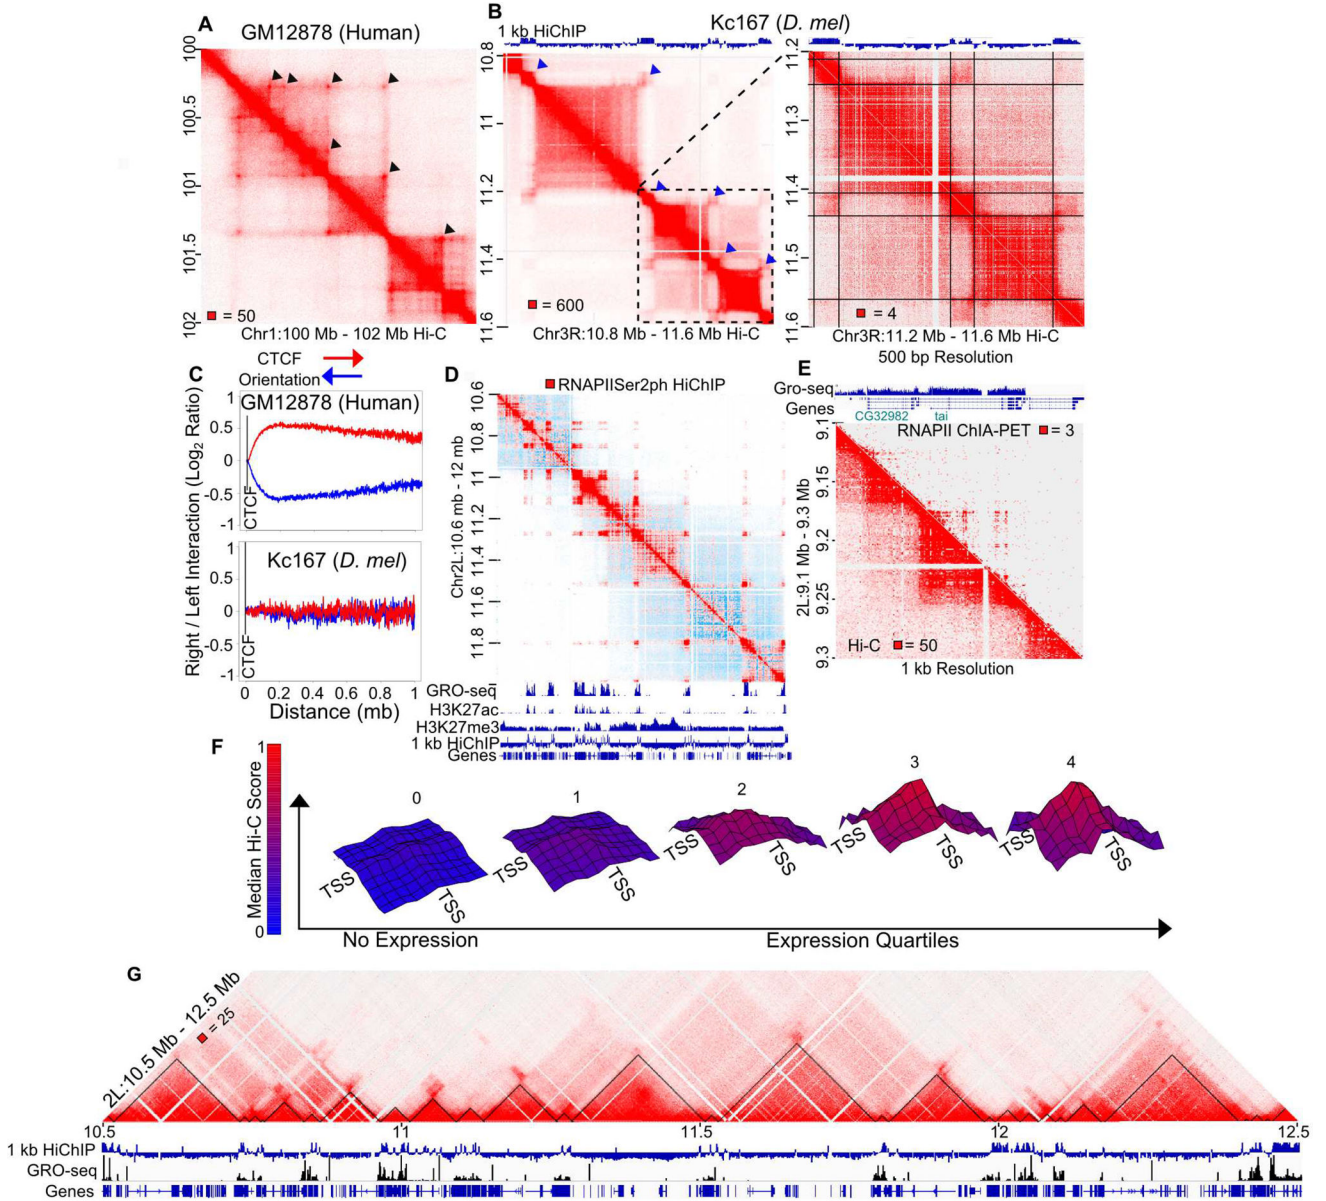 A
GM12878 (Human)
100
100.5
101
101.5
102
= 50
Chr1:100 Mb - 102 Mb Hi-C
B
Kc167 (D. mel)
1 kb HiChIP
10.8
11
11.2
11.4
11.6
= 600
Chr3R:10.8 Mb - 11.6 Mb Hi-C
11.2
11.3
11.4
11.5
11.6
= 4
Chr3R:11.2 Mb - 11.6 Mb Hi-C
500 bp Resolution
CTCF
Orientation
C
GM12878 (Human)
Right / Left Interaction (Log2 Ratio)
1
0.5
0
-0.5
-1
CTCF
Kc167 (D. mel)
1
0.5
0
-0.5
-1
CTCF
0 0.2 0.4 0.6 0.8 1
Distance (mb)
D
RNAPIISer2ph HiChIP
Chr2L:10.6 mb - 12 mb
10.6
10.8
11
11.2
11.4
11.6
11.8
GRO-seq
H3K27ac
H3K27me3
1 kb HiChIP
Genes
E
Gro-seq
Genes
CG32982 tai
RNAPII ChIA-PET = 3
2L:9.1 Mb - 9.3 Mb
9.1
9.15
9.2
9.25
9.3
Hi-C = 50
1 kb Resolution
F
Median Hi-C Score
1
0
0
1
2
3
4
TSS TSS
TSS TSS
TSS TSS
TSS TSS
TSS TSS
No Expression
Expression Quartiles
G
2L:10.5 Mb - 12.5 Mb
= 25
10.5 11 11.5 12 12.5
1 kb HiChIP
GRO-seq
Genes